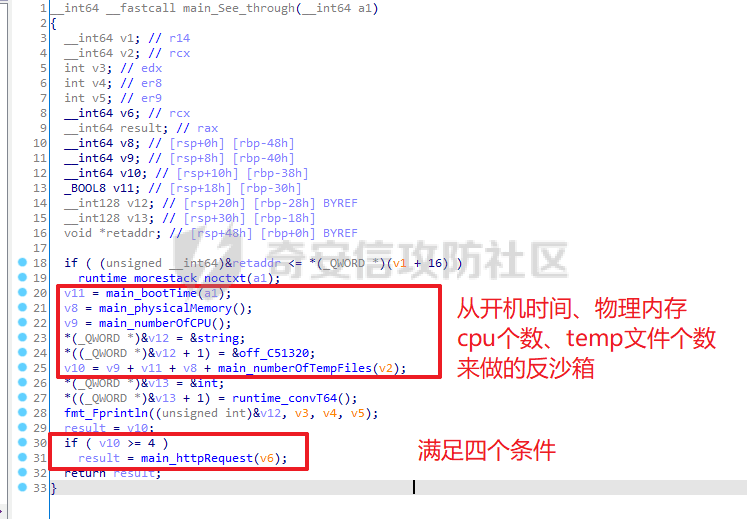 1 __int64 __fastcall main_See_through(__int64 a1)
2 {
3 __int64 v1; // r14
4 __int64 v2; // rcx
5 int v3; // edx
6 int v4; // er8
7 int v5; // er9
8 __int64 v6; // rcx
9 __int64 result; // rax
10 __int64 v8; // [rsp+0h] [rbp-48h]
11 __int64 v9; // [rsp+8h] [rbp-40h]
12 __int64 v10; // [rsp+10h] [rbp-38h]
13 _BOOL8 v11; // [rsp+18h] [rbp-30h]
14 __int128 v12; // [rsp+20h] [rbp-28h] BYREF
15 __int128 v13; // [rsp+30h] [rbp-18h]
16 void *retaddr; // [rsp+48h] [rbp+0h] BYREF
17
18 if ( (unsigned __int64)&retaddr <= *(_QWORD *)(v1 + 16) )
19 runtime_morestack_noctxt(a1);
20 v11 = main_bootTime(a1);
21 v8 = main_physicalMemory();
22 v9 = main_numberOfCPU();
23 *(_QWORD *)&v12 = &string;
24 *((_QWORD *)&v12 + 1) = &off_C51320;
25 v10 = v9 + v11 + v8 + main_numberOfTempFiles(v2);
26 *(_QWORD *)&v13 = &int;
27 *((_QWORD *)&v13 + 1) = runtime_convT64();
28 fmt_Fprintln((unsigned int)&v12, v3, v4, v5);
29 result = v10;
30 if ( v10 >= 4 )
31 result = main_httpRequest(v6);
32 return result;
33 }
从开机时间、物理内存
cpu个数、temp文件个数
来做的反沙箱
满足四个条件
奇安信攻防社区